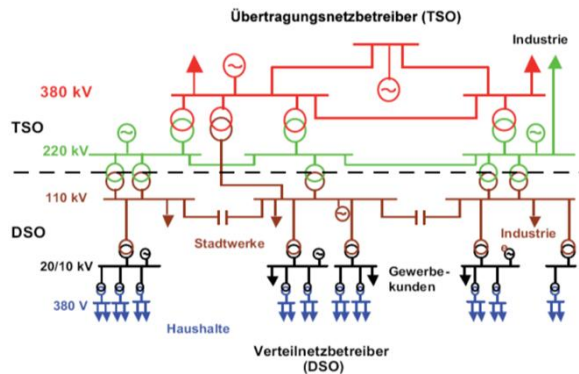 Übertragungsnetzbetreiber (TSO)
Industrie
380 kV
TSO
220 kV
110 kV
DSO
Stadtwerke
Industrie
e
20/10 kV
Gewerbe-
kunden
380 V
Haushalte
Verteilnetzbetreiber
(DSO)